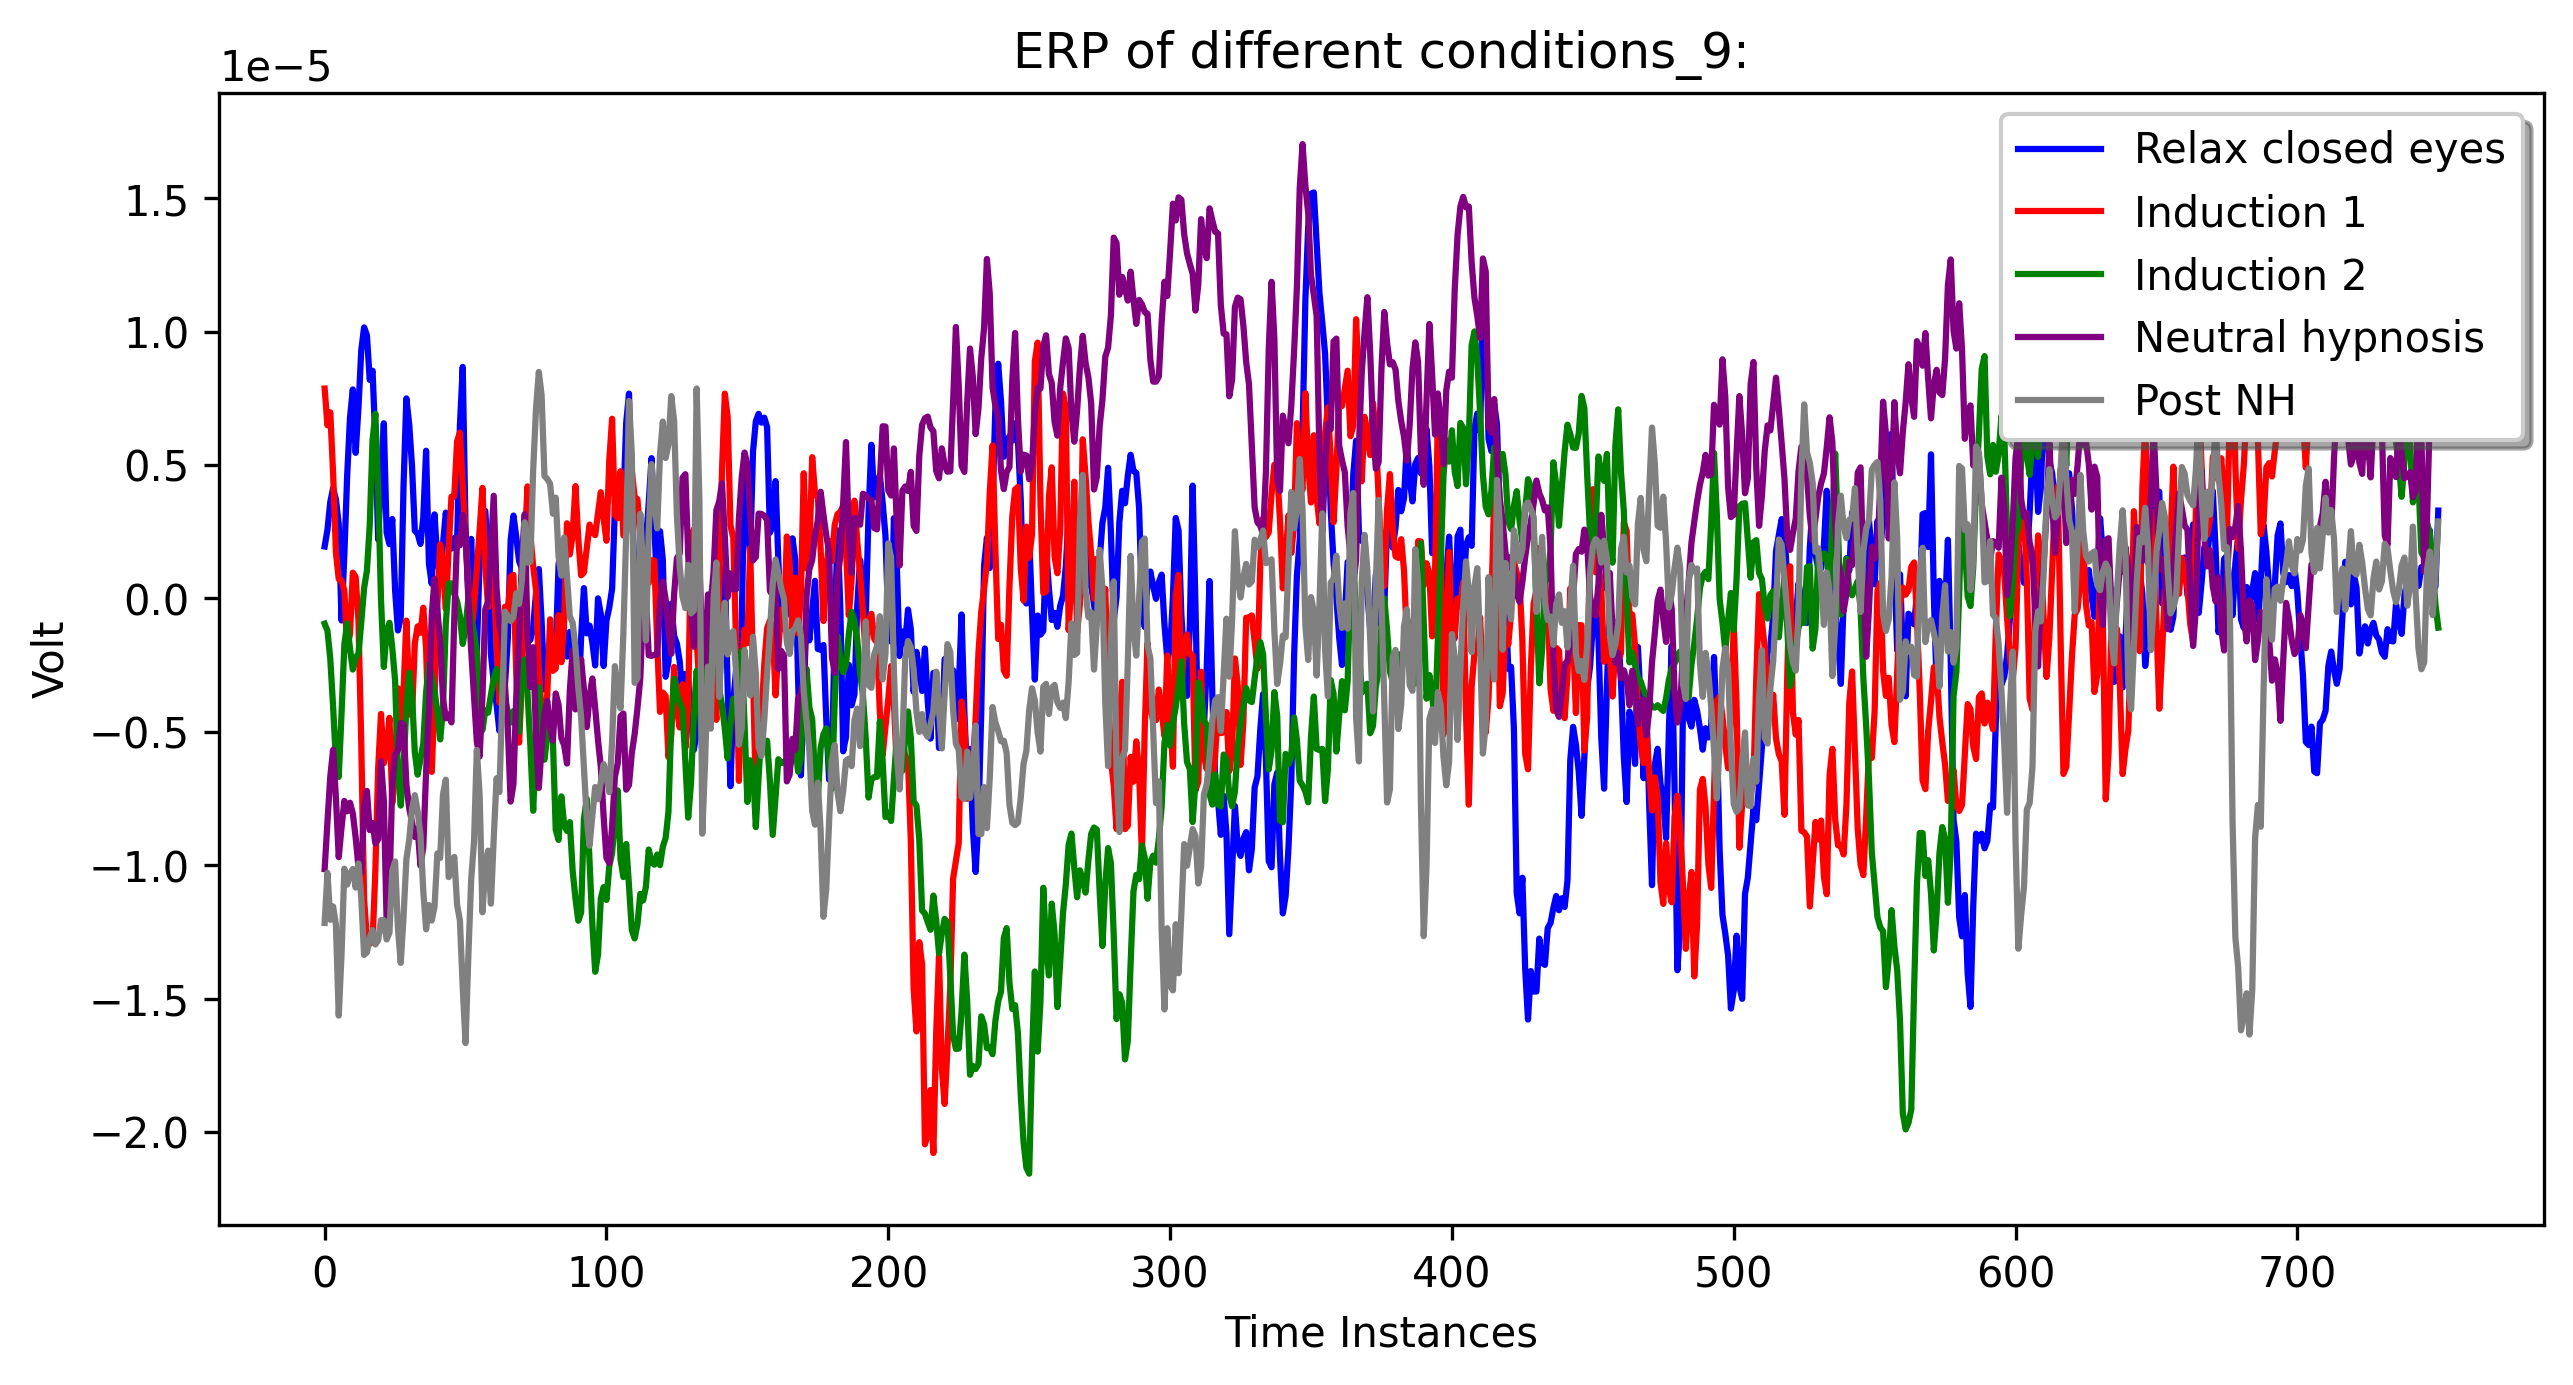 ERP of different conditions_9:
1e−5
1.5
1.0
0.5
0.0
−0.5
−1.0
−1.5
−2.0
Volt
Relax closed eyes
Induction 1
Induction 2
Neutral hypnosis
Post NH
0 100 200 300 400 500 600 700
Time Instances